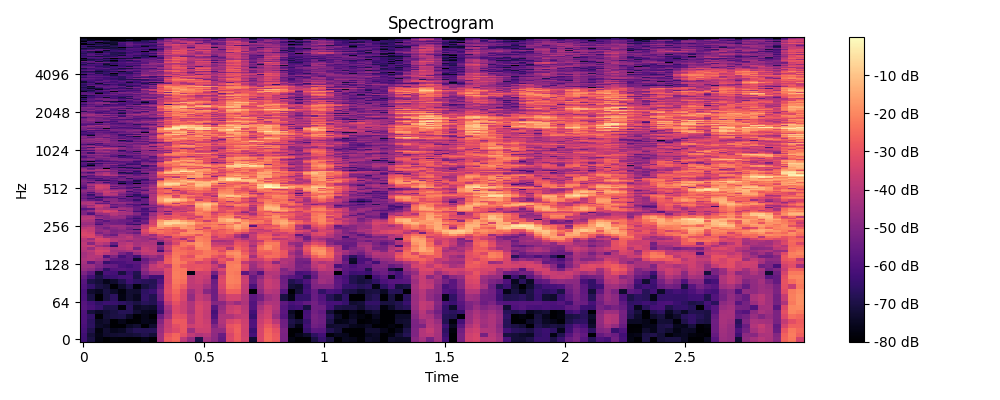 Spectrogram
Hz
4096
2048
1024
512
256
128
64
0
0
0.5
1
1.5
2
2.5
Time
-10 dB
-20 dB
-30 dB
-40 dB
-50 dB
-60 dB
-70 dB
-80 dB